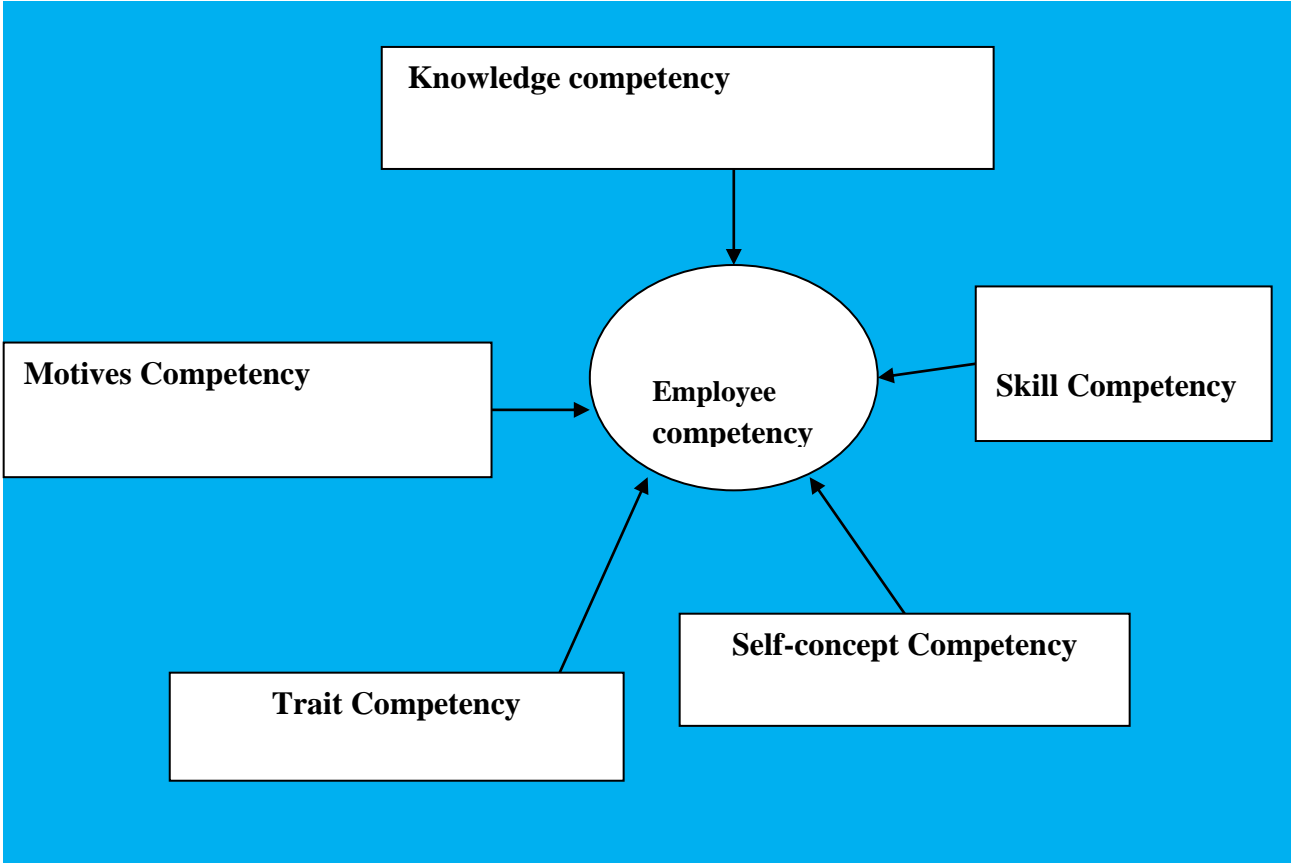 Knowledge competency
Motives Competency
Employee
competency
Skill Competency
Self-concept Competency
Trait Competency